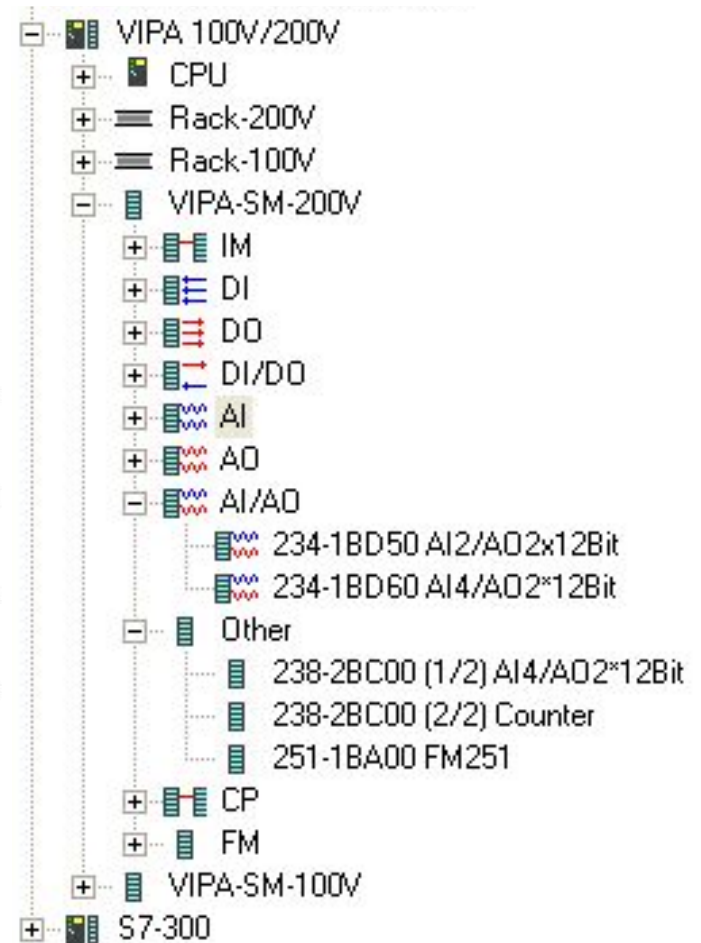 VIPA 100V/200V
CPU
Rack-200V
Rack-100V
VIPA-SM-200V
IM
DI
DO
DI/DO
AI
AO
AI/AO
234-1BD50 AI2/AO2x12Bit
234-1BD60 AI4/AO2*12Bit
Other
238-2BC00 (1/2) AI4/AO2*12Bit
238-2BC00 (2/2) Counter
251-1BA00 FM251
CP
FM
VIPA-SM-100V
S7-300